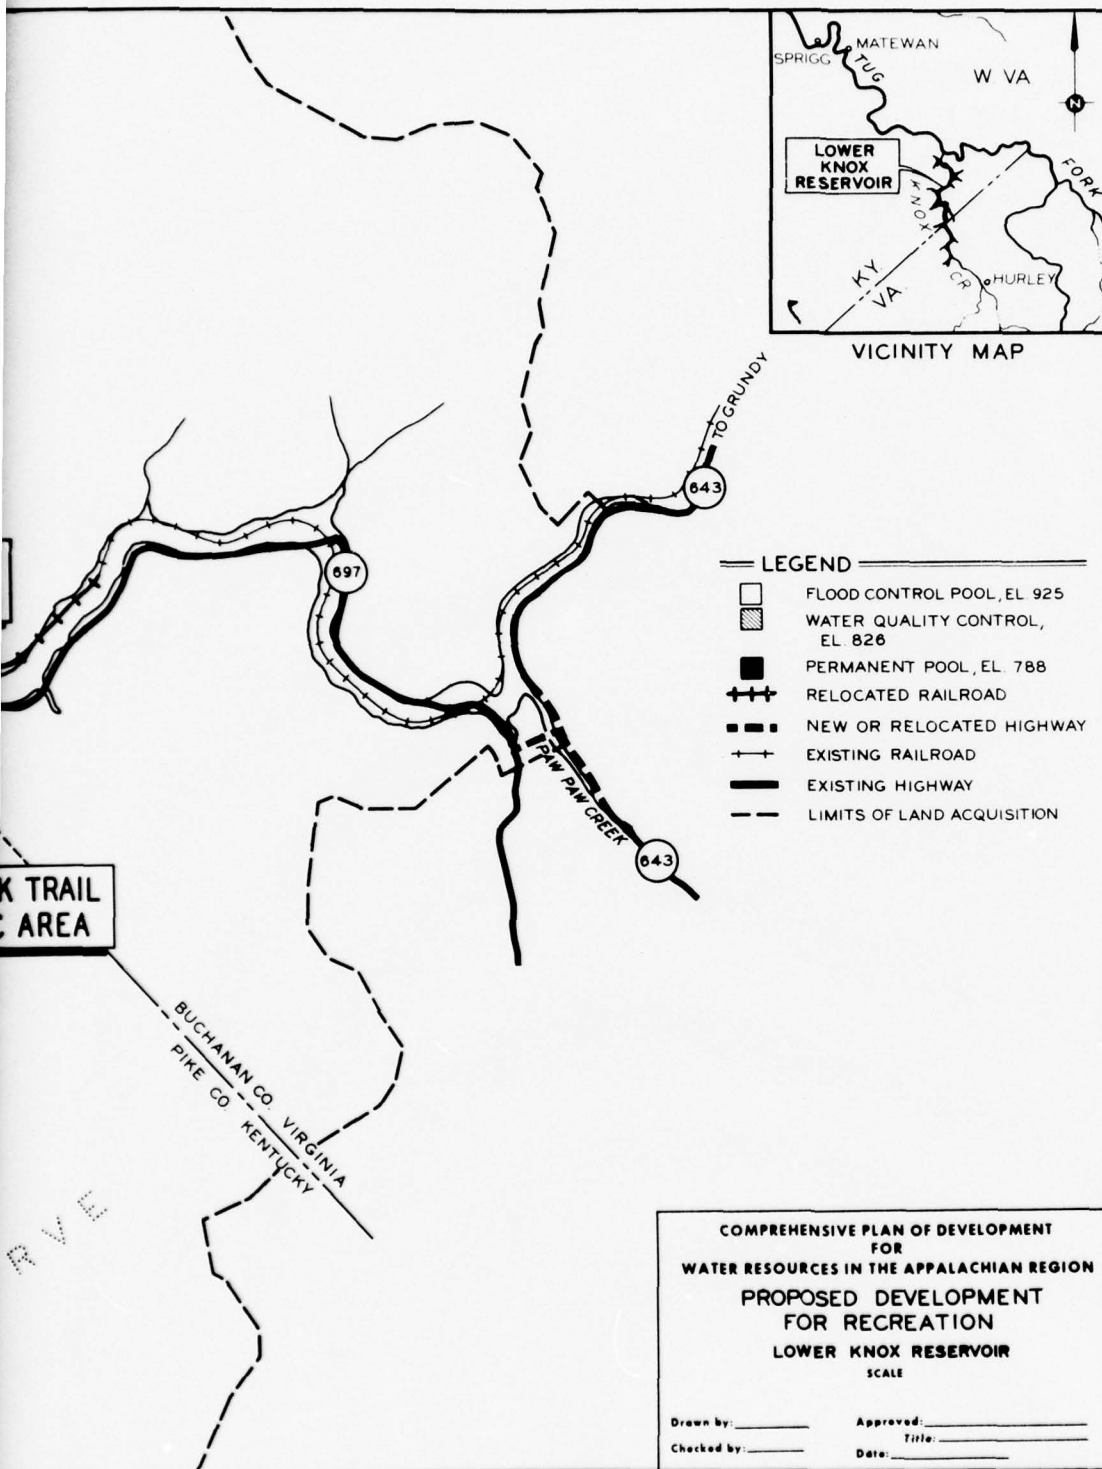 SPRIGG
MATEWAN
TUG
W VA
N
LOWER
KNOX
RESERVOIR
FORK
KNOX
CR
KY.
VA.
HURLEY
VICINITY MAP
TO GRUNDY
643
697
LEGEND
FLOOD CONTROL POOL, EL. 925
WATER QUALITY CONTROL,
EL. 826
PERMANENT POOL, EL. 788
RELOCATED RAILROAD
NEW OR RELOCATED HIGHWAY
EXISTING RAILROAD
EXISTING HIGHWAY
LIMITS OF LAND ACQUISITION
PAW PAW CREEK
643
K TRAIL
AREA
BUCHANAN CO. VIRGINIA
PIKE CO. KENTUCKY
RVE
COMPREHENSIVE PLAN OF DEVELOPMENT
FOR
WATER RESOURCES IN THE APPALACHIAN REGION
PROPOSED DEVELOPMENT
FOR RECREATION
LOWER KNOX RESERVOIR
SCALE
Drawn by:
Approved:
Title:
Checked by:
Date: